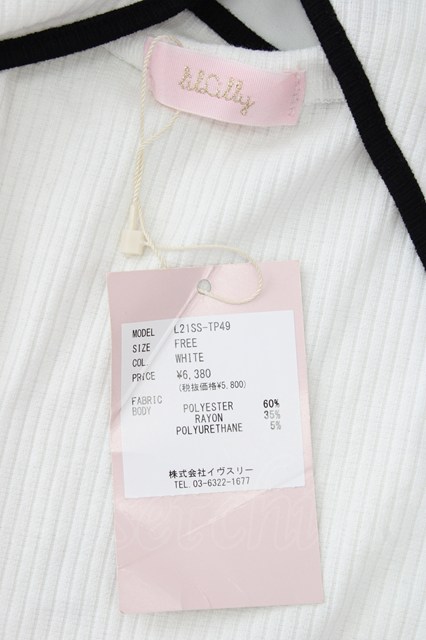 lilLilly
MODEL L21SS-TP49
SIZE FREE
COL. WHITE
PRICE ¥6,380
(税抜価格¥5,800)
FABRIC
BODY POLYESTER 60%
RAYON 35%
POLYURETHANE 5%
株式会社イヴスリー
TEL. 03-6322-1677